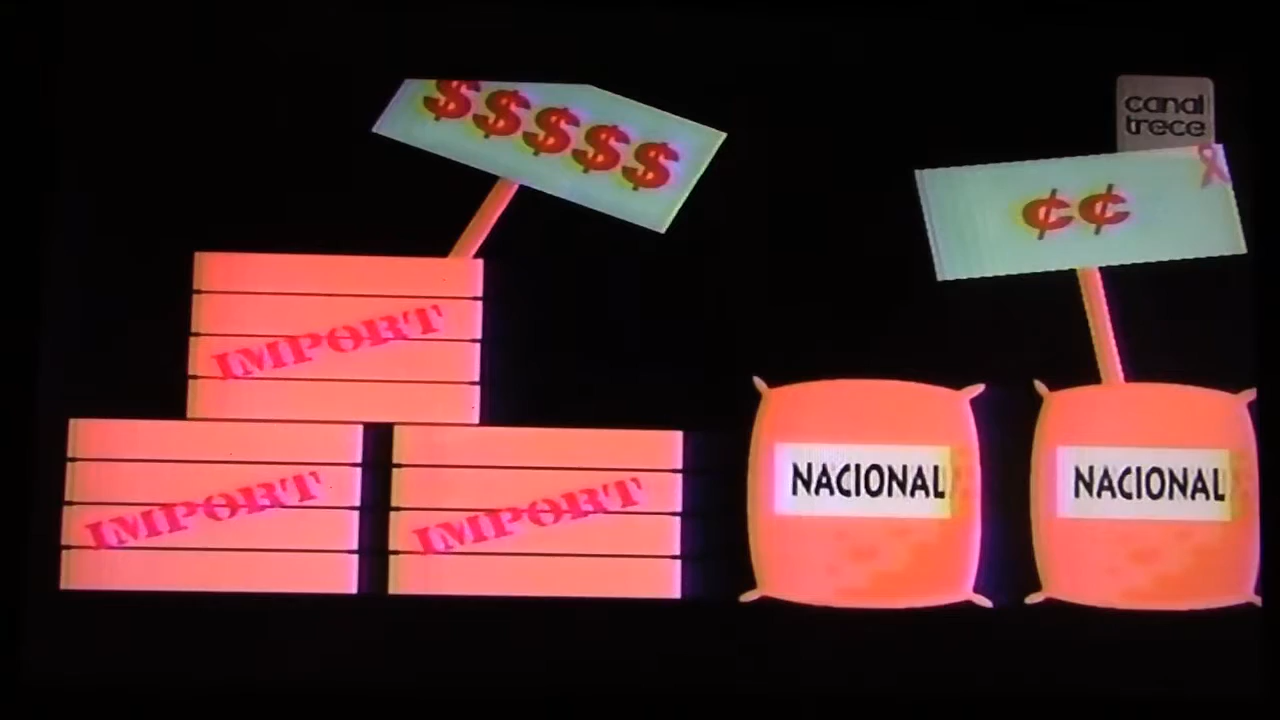 $$$$$
canal
trece
¢¢
IMPORT
IMPORT
IMPORT
NACIONAL
NACIONAL